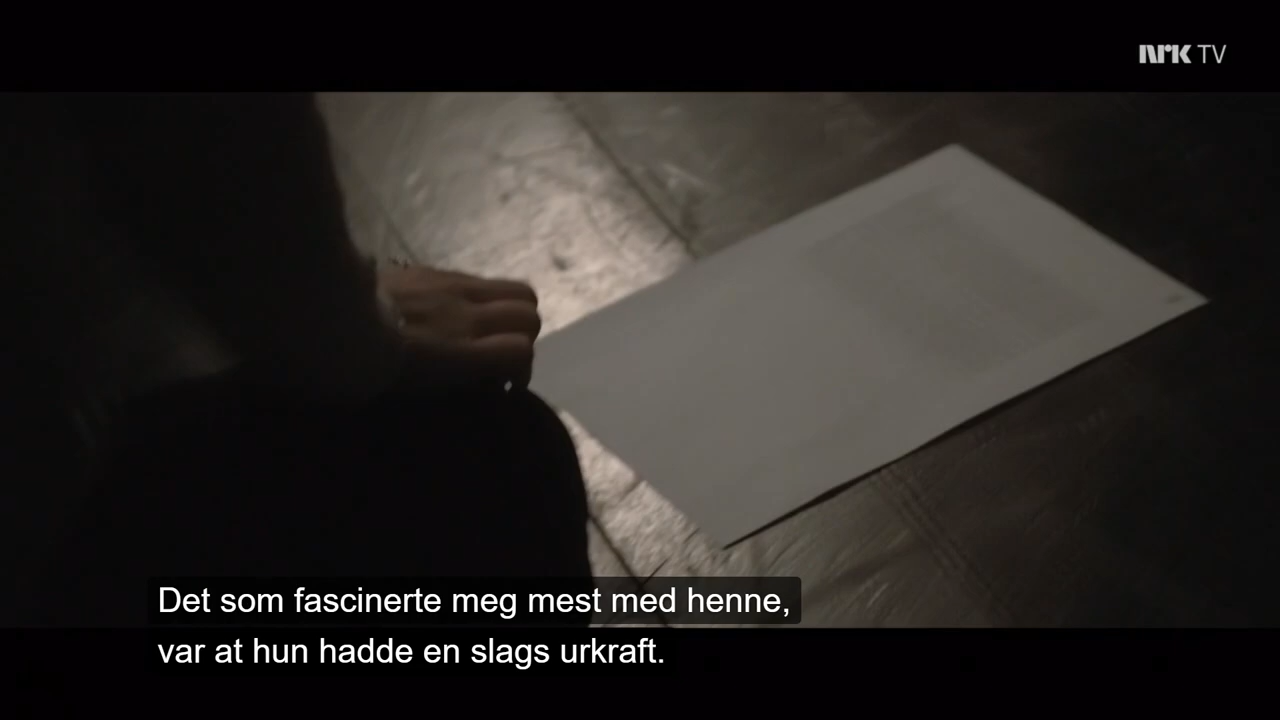 NRK TV
Det som fascinerte meg mest med henne,
var at hun hadde en slags urkraft.